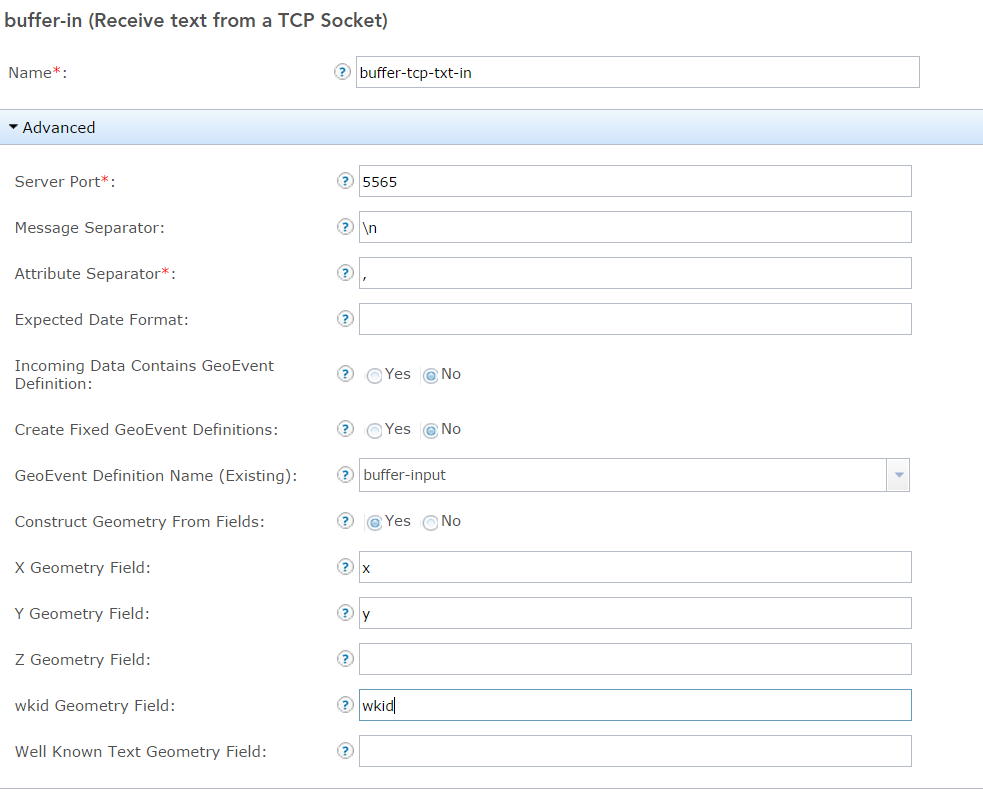 buffer-in (Receive text from a TCP Socket)
Name*: ? buffer-tcp-txt-in
Advanced
Server Port*: ? 5565
Message Separator: ? \n
Attribute Separator*: ? ,
Expected Date Format: ?
Incoming Data Contains GeoEvent
Definition: ? Yes No
Create Fixed GeoEvent Definitions: ? Yes No
GeoEvent Definition Name (Existing): ? buffer-input
Construct Geometry From Fields: ? Yes No
X Geometry Field: ? x
Y Geometry Field: ? y
Z Geometry Field: ?
wkid Geometry Field: ? wkid
Well Known Text Geometry Field: ?